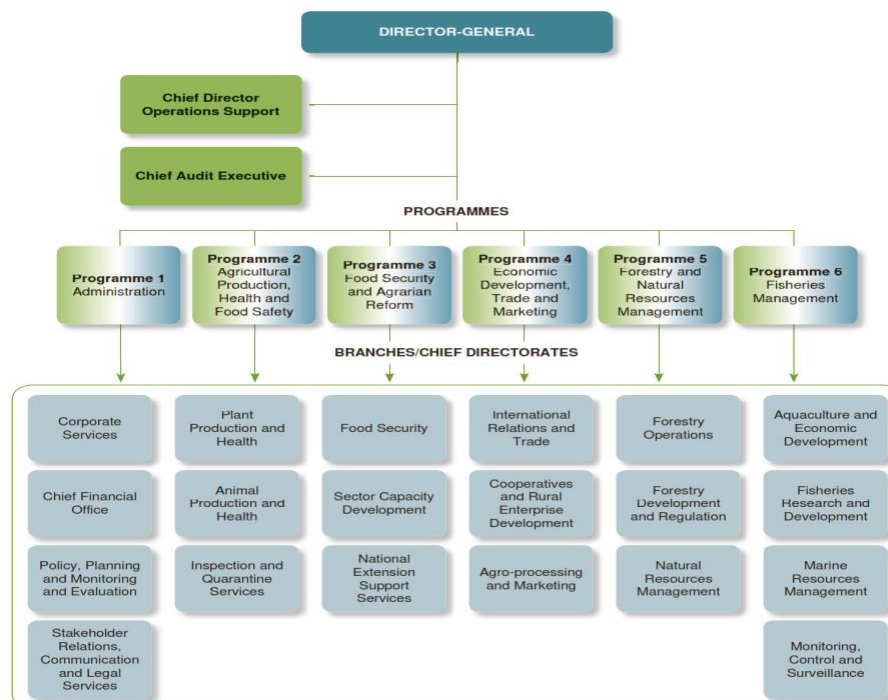 DIRECTOR-GENERAL
Chief Director
Operations Support
Chief Audit Executive
PROGRAMMES
Programme 1
Administration
Programme 2
Agricultural
Production,
Health and
Food Safety
Programme 3
Food Security
and Agrarian
Reform
Programme 4
Economic
Development,
Trade and
Marketing
Programme 5
Forestry and
Natural
Resources
Management
Programme 6
Fisheries
Management
BRANCHES/CHIEF DIRECTORATES
Corporate
Services
Plant
Production and
Health
Food Security
International
Relations and
Trade
Forestry
Operations
Aquaculture and
Economic
Development
Chief Financial
Office
Animal
Production and
Health
Sector Capacity
Development
Cooperatives
and Rural
Enterprise
Development
Forestry
Development
and Regulation
Fisheries
Research and
Development
Policy, Planning
and Monitoring
and Evaluation
Inspection and
Quarantine
Services
National
Extension
Support
Services
Agro-processing
and Marketing
Natural
Resources
Management
Marine
Resources
Management
Stakeholder
Relations,
Communication
and Legal
Services
Monitoring,
Control and
Surveillance